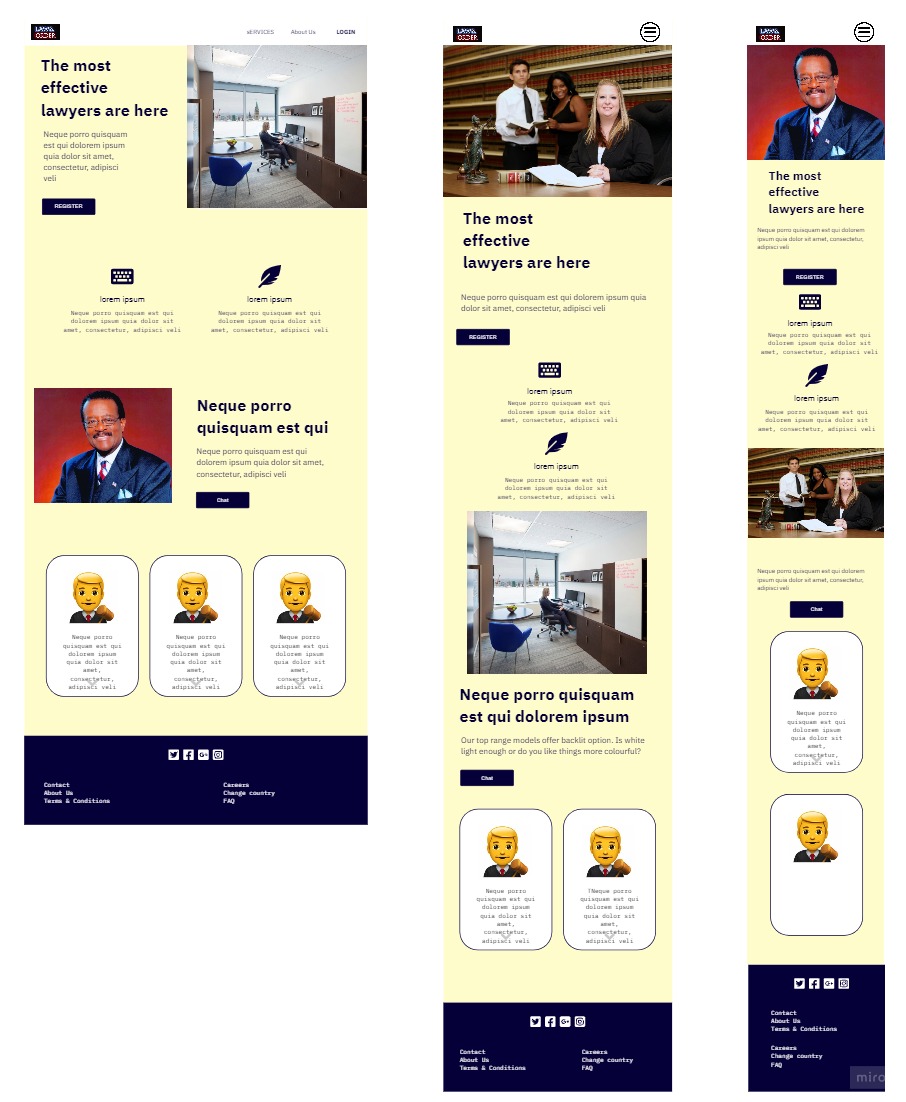 LAW&
ORDER
sERVICES
About Us
LOGIN
The most
effective
lawyers are here
Neque porro quisquam
est qui dolorem ipsum
quia dolor sit amet,
consectetur, adipisci
veli
REGISTER
lorem ipsum
Neque porro quisquam est qui
dolorem ipsum quia dolor sit
amet, consectetur, adipisci veli
lorem ipsum
Neque porro quisquam est qui
dolorem ipsum quia dolor sit
amet, consectetur, adipisci veli
Neque porro
quisquam est qui
Neque porro quisquam est qui
dolorem ipsum quia dolor sit amet,
consectetur, adipisci veli
Chat
Neque porro
quisquam est qui
dolorem ipsum
quia dolor sit
amet,
consectetur,
adipisci veli
Neque porro
quisquam est qui
dolorem ipsum
quia dolor sit
amet,
consectetur,
adipisci veli
Neque porro
quisquam est qui
dolorem ipsum
quia dolor sit
amet,
consectetur,
adipisci veli
Contact
About Us
Terms & Conditions
Careers
Change country
FAQ
LAW&
ORDER
The most
effective
lawyers are here
Neque porro quisquam est qui dolorem ipsum quia
dolor sit amet, consectetur, adipisci veli
REGISTER
lorem ipsum
Neque porro quisquam est qui
dolorem ipsum quia dolor sit
amet, consectetur, adipisci veli
lorem ipsum
Neque porro quisquam est qui
dolorem ipsum quia dolor sit
amet, consectetur, adipisci veli
Neque porro quisquam
est qui dolorem ipsum
Our top range models offer backlit option. Is white
light enough or do you like things more colourful?
Chat
Neque porro
quisquam est qui
dolorem ipsum
quia dolor sit
amet,
consectetur,
adipisci veli
lNeque porro
quisquam est qui
dolorem ipsum
quia dolor sit
amet,
consectetur,
adipisci veli
Contact
About Us
Terms & Conditions
Careers
Change country
FAQ
LAW&
ORDER
The most
effective
lawyers are here
Neque porro quisquam est qui dolorem
ipsum quia dolor sit amet, consectetur,
adipisci veli
REGISTER
lorem ipsum
Neque porro quisquam est qui
dolorem ipsum quia dolor sit
amet, consectetur, adipisci veli
lorem ipsum
Neque porro quisquam est qui
dolorem ipsum quia dolor sit
amet, consectetur, adipisci veli
Neque porro quisquam est qui dolorem
ipsum quia dolor sit amet, consectetur,
adipisci veli
Chat
Neque porro
quisquam est qui
dolorem ipsum
quia dolor sit
amet,
consectetur,
adipisci veli
Contact
About Us
Terms & Conditions
Careers
Change country
FAQ
miro